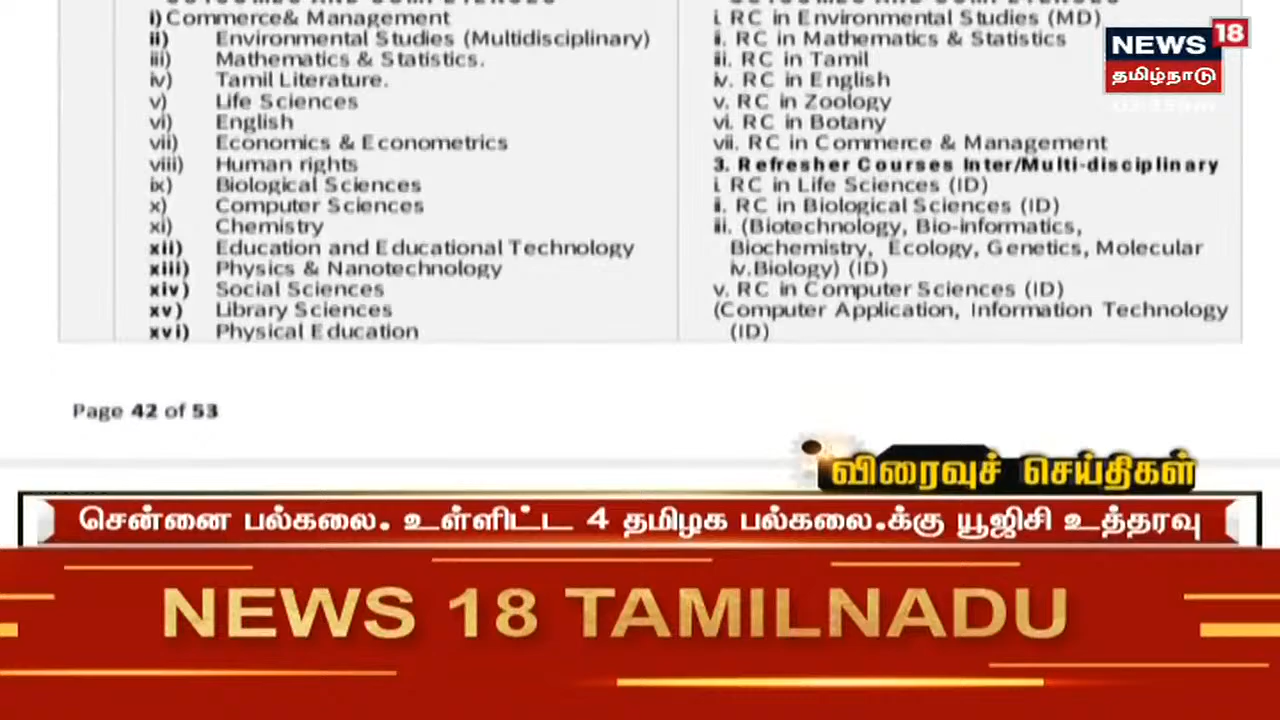 i) Commerce& Management
ii) Environmental Studies (Multidisciplinary)
iii) Mathematics & Statistics.
iv) Tamil Literature.
v) Life Sciences
vi) English
vii) Economics & Econometrics
viii) Human rights
ix) Biological Sciences
x) Computer Sciences
xi) Chemistry
xii) Education and Educational Technology
xiii) Physics & Nanotechnology
xiv) Social Sciences
xv) Library Sciences
xvi) Physical Education
i. RC in Environmental Studies (MD)
ii. RC in Mathematics & Statistics
iii. RC in Tamil
iv. RC in English
v. RC in Zoology
vi. RC in Botany
vii. RC in Commerce & Management
3. Refresher Courses Inter/Multi-disciplinary
i. RC in Life Sciences (ID)
ii. RC in Biological Sciences (ID)
iii. (Biotechnology, Bio-informatics,
Biochemistry, Ecology, Genetics, Molecular
iv.Biology) (ID)
v. RC in Computer Sciences (ID)
(Computer Application, Information Technology
(ID)
NEWS 18
தமிழ்நாடு
Page 42 of 53
விரைவுச் செய்திகள்
சென்னை பல்கலை. உள்ளிட்ட 4 தமிழக பல்கலை.க்கு யூஜிசி உத்தரவு
NEWS 18 TAMILNADU